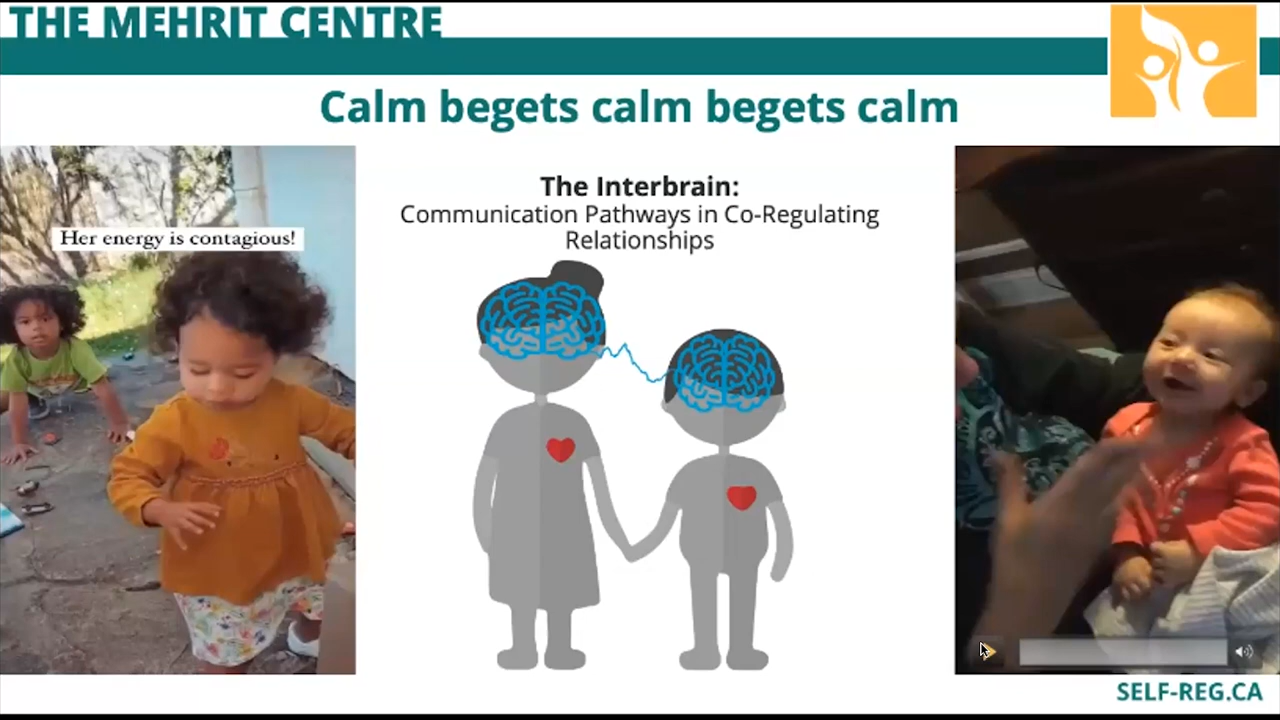 THE MEHRIT CENTRE
Calm begets calm begets calm
Her energy is contagious!
The Interbrain:
Communication Pathways in Co-Regulating
Relationships
SELF-REG.CA